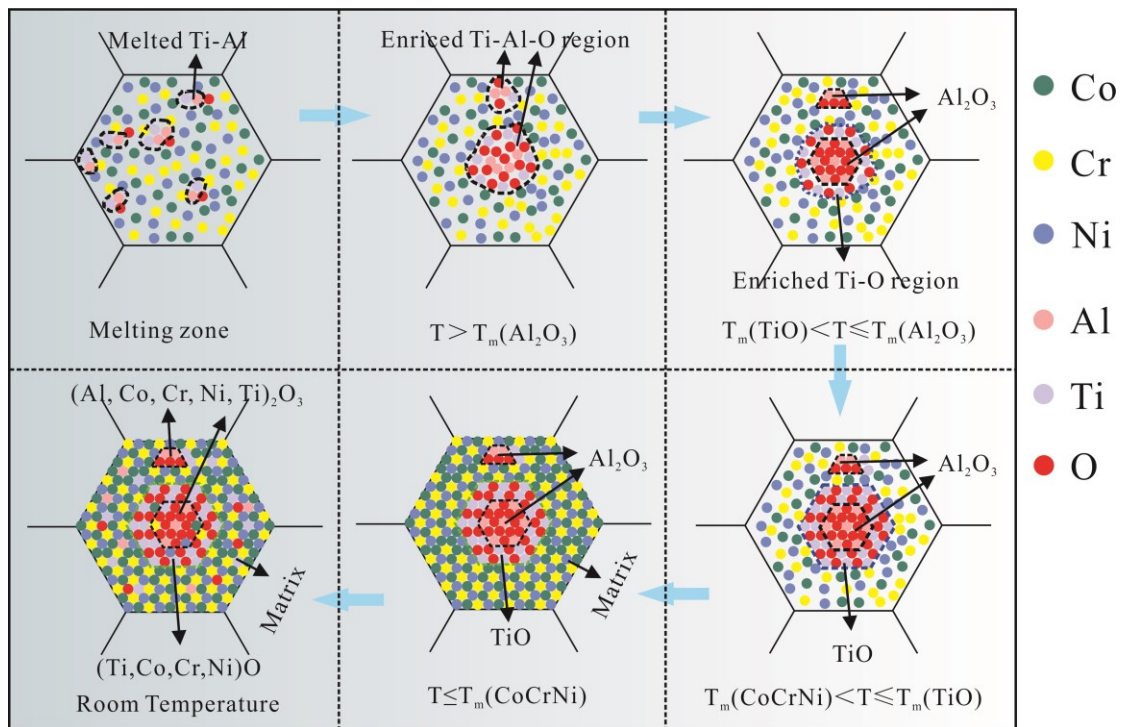 Melted Ti-Al
Melting zone
Enriced Ti-Al-O region
T > Tₘ(Al₂O₃)
Al₂O₃
Enriched Ti-O region
Tₘ(TiO)<T≤Tₘ(Al₂O₃)
Al₂O₃
TiO
Tₘ(CoCrNi)<T≤Tₘ(TiO)
Al₂O₃
Matrix
TiO
T≤Tₘ(CoCrNi)
(Al, Co, Cr, Ni, Ti)₂O₃
Matrix
(Ti,Co,Cr,Ni)O
Room Temperature
Co
Cr
Ni
Al
Ti
O